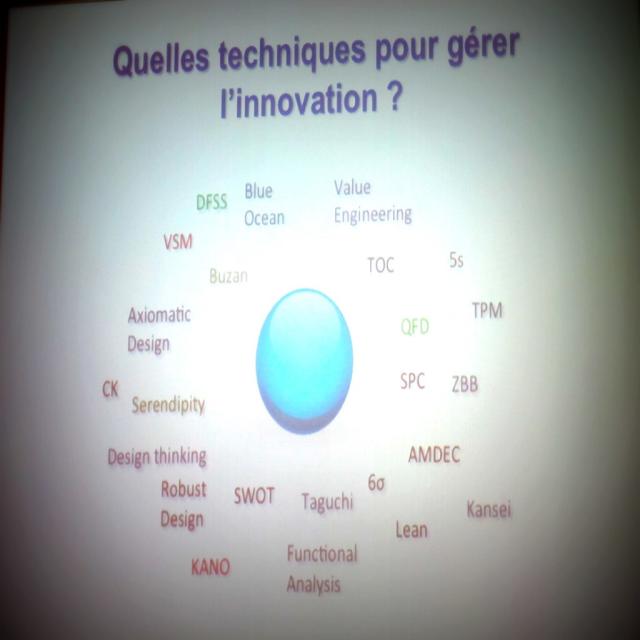 Quelles techniques pour gérer
l'innovation ?
DFSS
Blue
Ocean
Value
Engineering
VSM
Buzan
TOC
5s
Axiomatic
Design
QFD
TPM
CK
Serendipity
SPC
ZBB
Design thinking
AMDEC
Robust
Design
SWOT
Taguchi
6σ
Kansei
Lean
KANO
Functional
Analysis